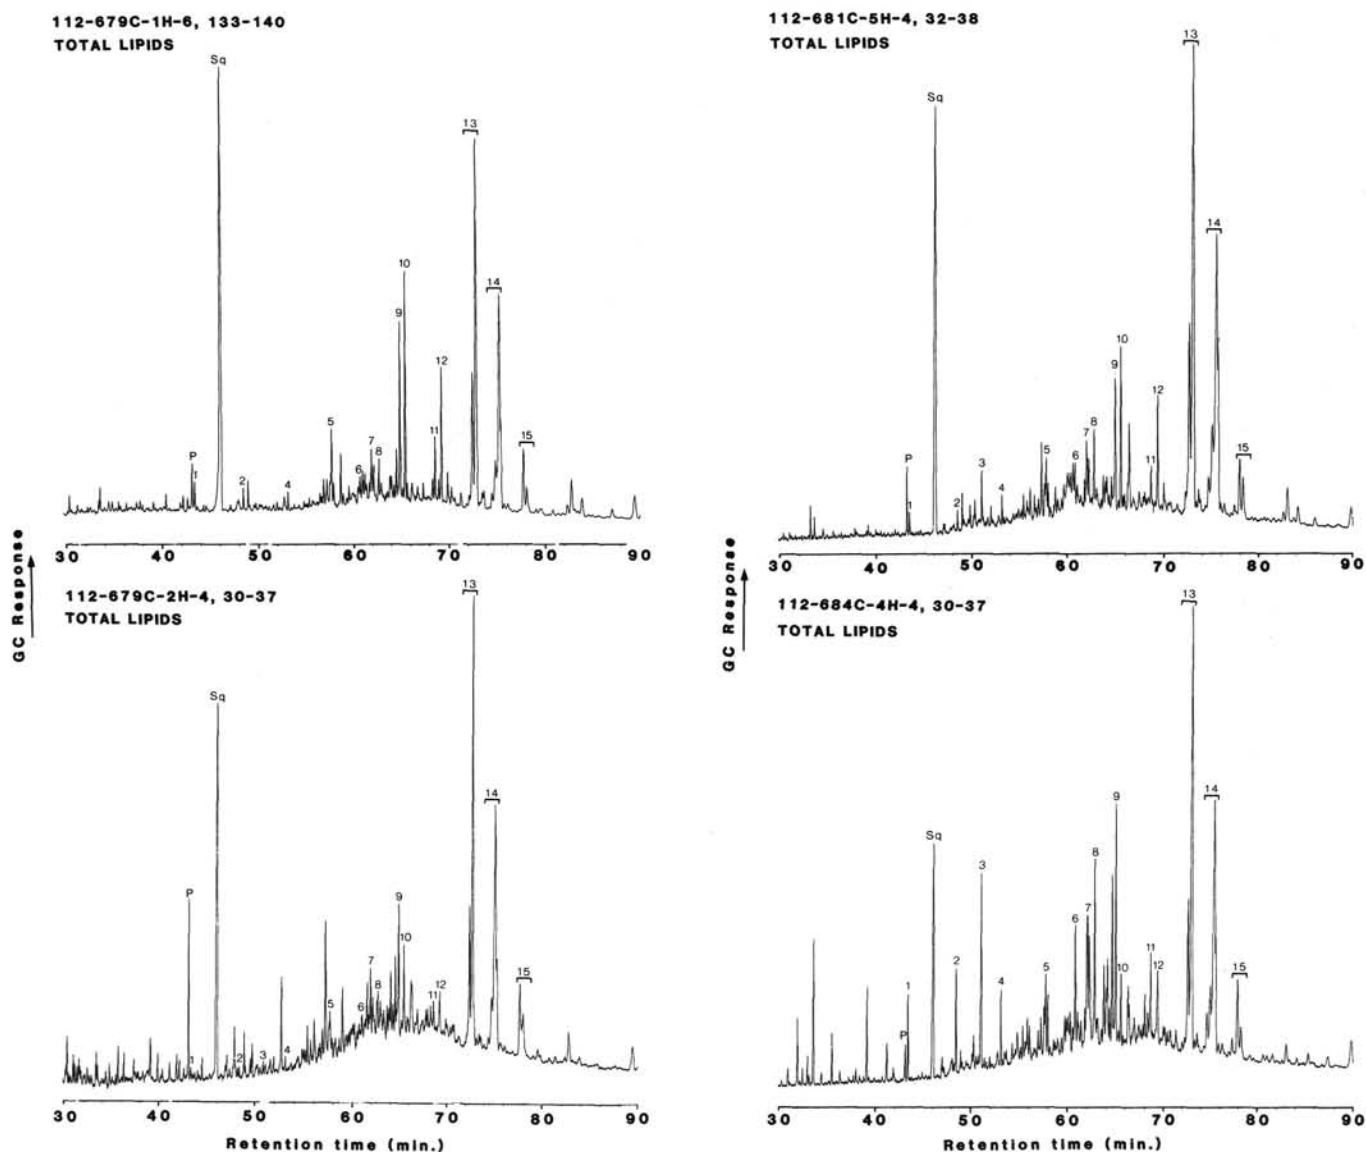 112-679C-1H-6, 133-140
TOTAL LIPIDS
Sq
13
14
10
9
12
P
1
2
4
5
6
7
8
11
15
30 40 50 60 70 80 90
112-681C-5H-4, 32-38
TOTAL LIPIDS
13
Sq
14
10
9
12
P
1
2
3
4
5
6
7
8
11
15
30 40 50 60 70 80 90
GC Response
112-679C-2H-4, 30-37
TOTAL LIPIDS
13
Sq
14
P
9
10
1
2
3
4
5
6
7
8
11
12
15
30 40 50 60 70 80 90
Retention time (min.)
GC Response
112-684C-4H-4, 30-37
TOTAL LIPIDS
13
14
9
Sq
8
3
7
6
2
1
P
4
5
10
11
12
15
30 40 50 60 70 80 90
Retention time (min.)